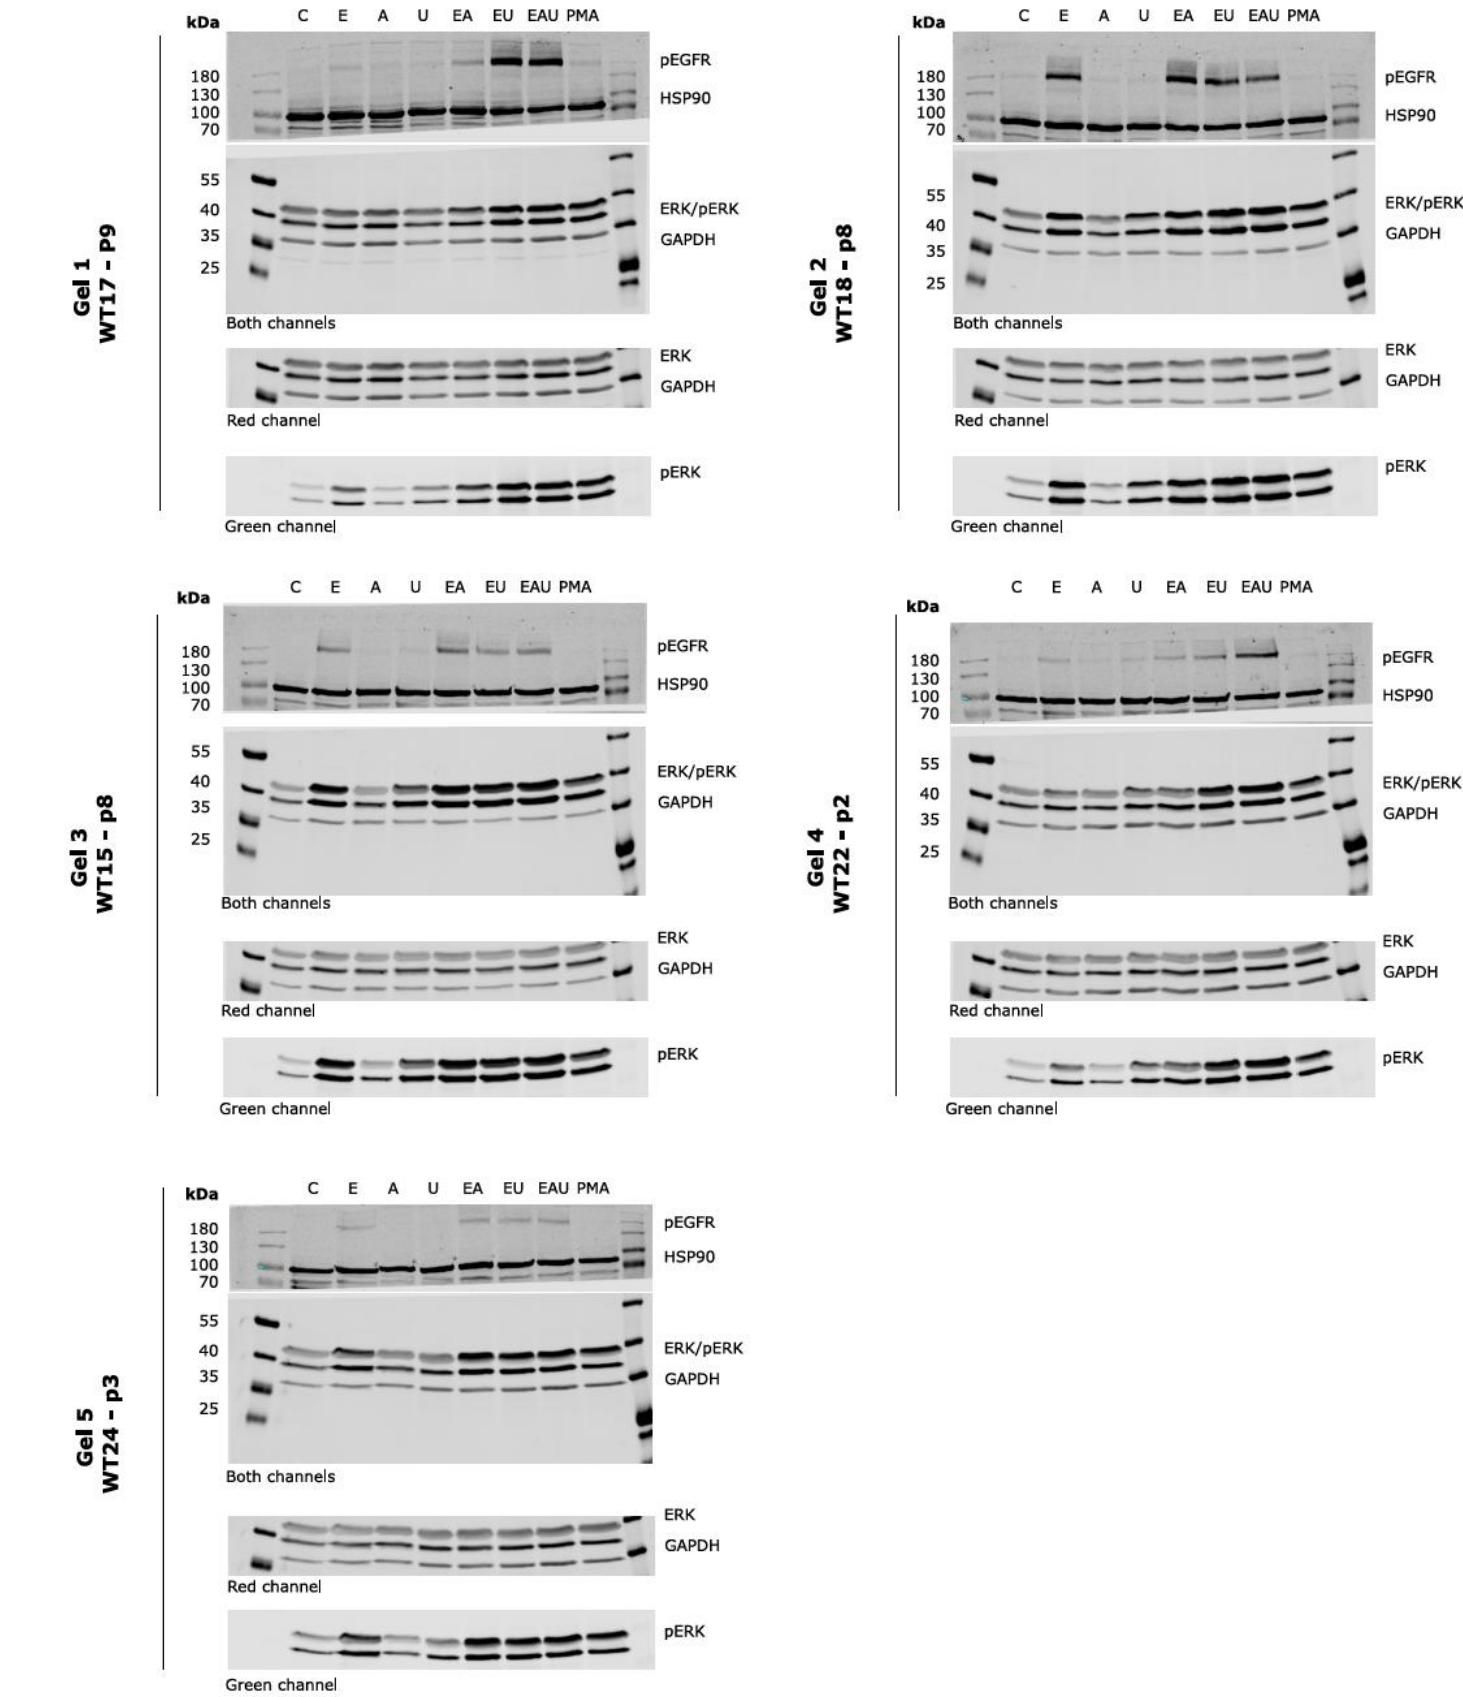 kDa C E A U EA EU EAU PMA
pEGFR
180
130
HSP90
100
70
55
40
ERK/pERK
35
GAPDH
25
Gel 1
WT17 - P9
Both channels
ERK
GAPDH
Red channel
pERK
Green channel
kDa C E A U EA EU EAU PMA
180
pEGFR
130
100
HSP90
70
55
ERK/pERK
40
GAPDH
35
25
Gel 2
WT18 - p8
Both channels
ERK
GAPDH
Red channel
pERK
Green channel
kDa C E A U EA EU EAU PMA
180
pEGFR
130
100
HSP90
70
55
ERK/pERK
40
35
GAPDH
25
Gel 3
WT15 - p8
Both channels
ERK
GAPDH
Red channel
pERK
Green channel
kDa C E A U EA EU EAU PMA
180
pEGFR
130
100
HSP90
70
55
ERK/pERK
40
35
GAPDH
25
Gel 4
WT22 - p2
Both channels
ERK
GAPDH
Red channel
pERK
Green channel
kDa C E A U EA EU EAU PMA
pEGFR
180
130
HSP90
100
70
55
40
ERK/pERK
35
GAPDH
25
Gel 5
WT24 - p3
Both channels
ERK
GAPDH
Red channel
pERK
Green channel